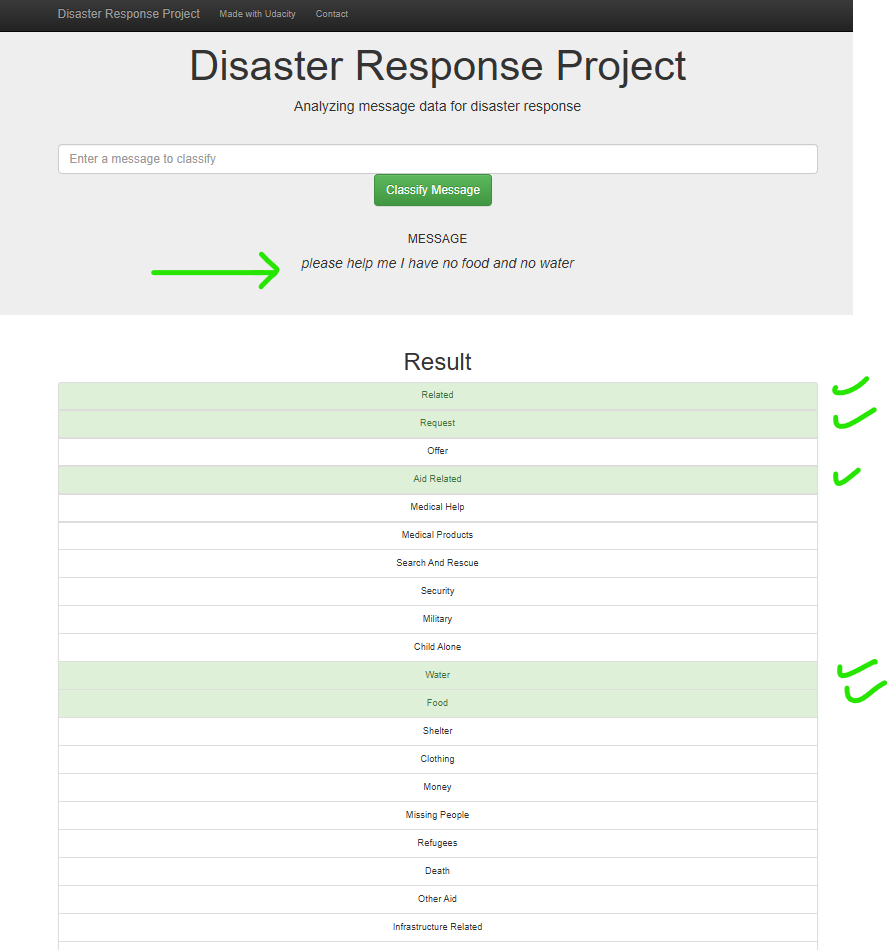 Disaster Response Project Made with Udacity Contact
Disaster Response Project
Analyzing message data for disaster response
Enter a message to classify
Classify Message
MESSAGE
please help me I have no food and no water
Result
Related
Request
Offer
Aid Related
Medical Help
Medical Products
Search And Rescue
Security
Military
Child Alone
Water
Food
Shelter
Clothing
Money
Missing People
Refugees
Death
Other Aid
Infrastructure Related